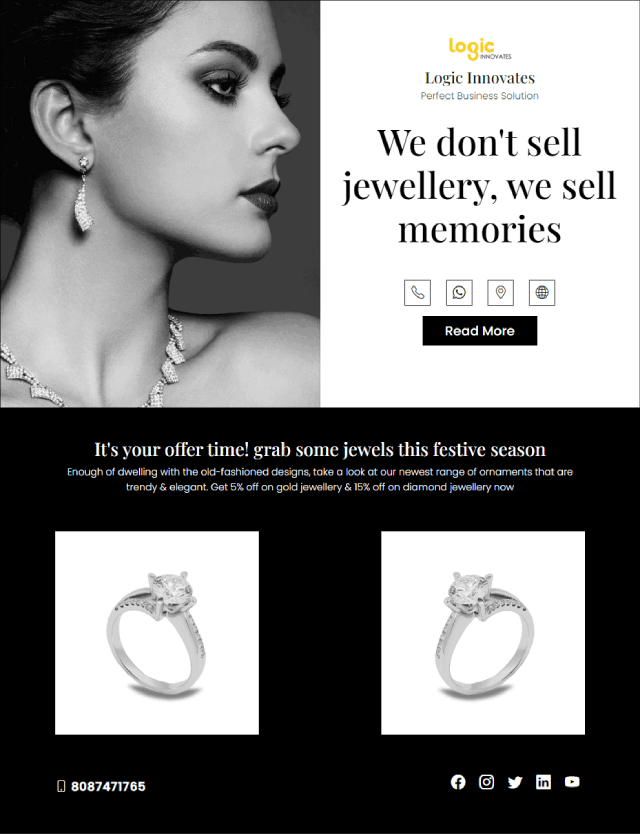 logic
INNOVATES
Logic Innovates
Perfect Business Solution
We don't sell
jewellery, we sell
memories
Read More
It's your offer time! grab some jewels this festive season
Enough of dwelling with the old-fashioned designs, take a look at our newest range of ornaments that are
trendy & elegant. Get 5% off on gold jewellery & 15% off on diamond jewellery now
8087471765